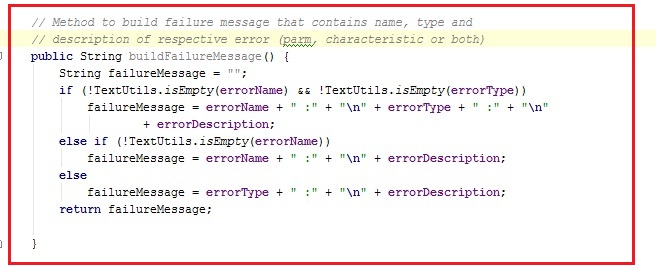 // Method to build failure message that contains name, type and
// description of respective error (parm, characteristic or both)
public String buildFailureMessage() {
String failureMessage = "";
if (!TextUtils.isEmpty(errorName) && !TextUtils.isEmpty(errorType))
failureMessage = errorName + " :" + "\n" + errorType + " :" + "\n"
+ errorDescription;
else if (!TextUtils.isEmpty(errorName))
failureMessage = errorName + " :" + "\n" + errorDescription;
else
failureMessage = errorType + " :" + "\n" + errorDescription;
return failureMessage;
}